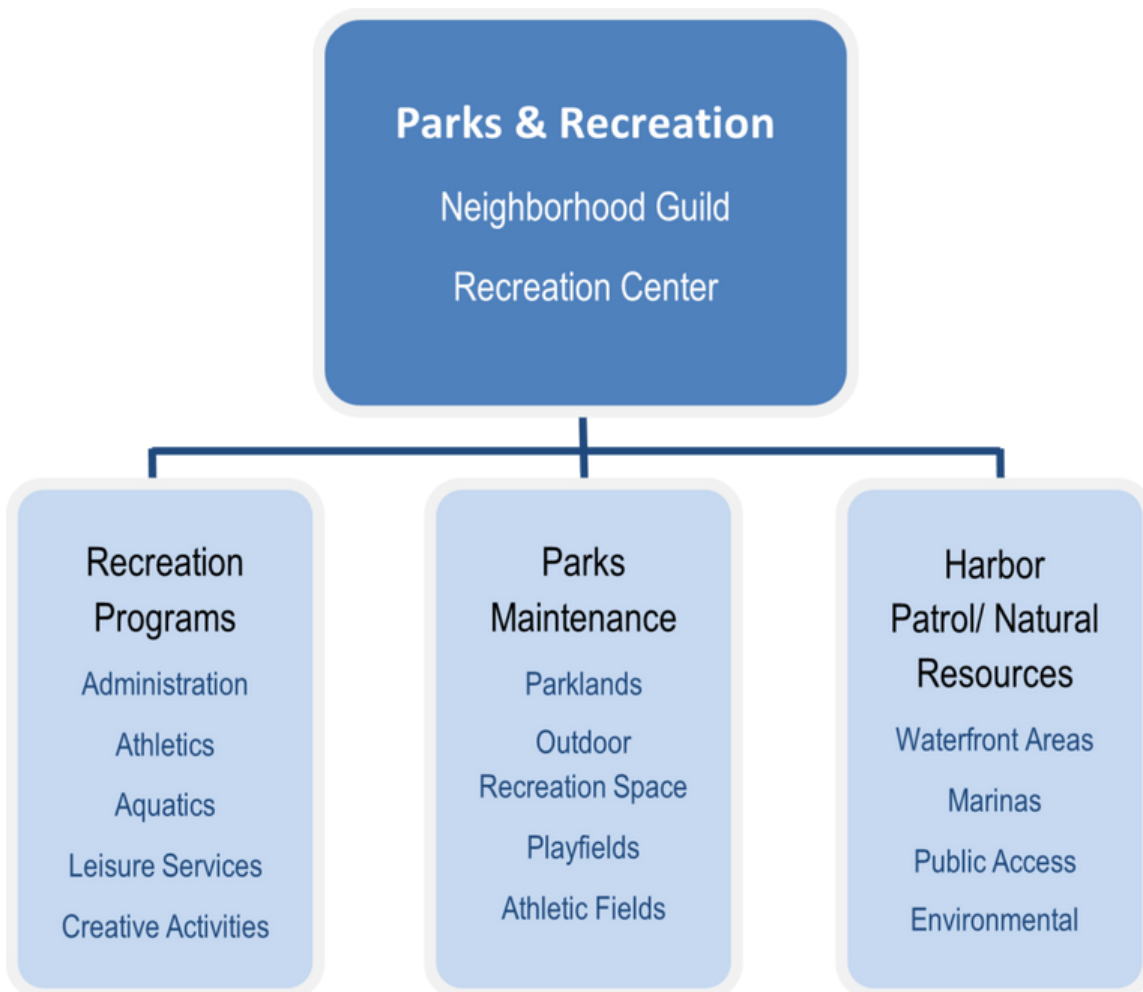 Parks & Recreation
Neighborhood Guild
Recreation Center
Recreation
Programs
Administration
Athletics
Aquatics
Leisure Services
Creative Activities
Parks
Maintenance
Parklands
Outdoor
Recreation Space
Playfields
Athletic Fields
Harbor
Patrol/ Natural
Resources
Waterfront Areas
Marinas
Public Access
Environmental